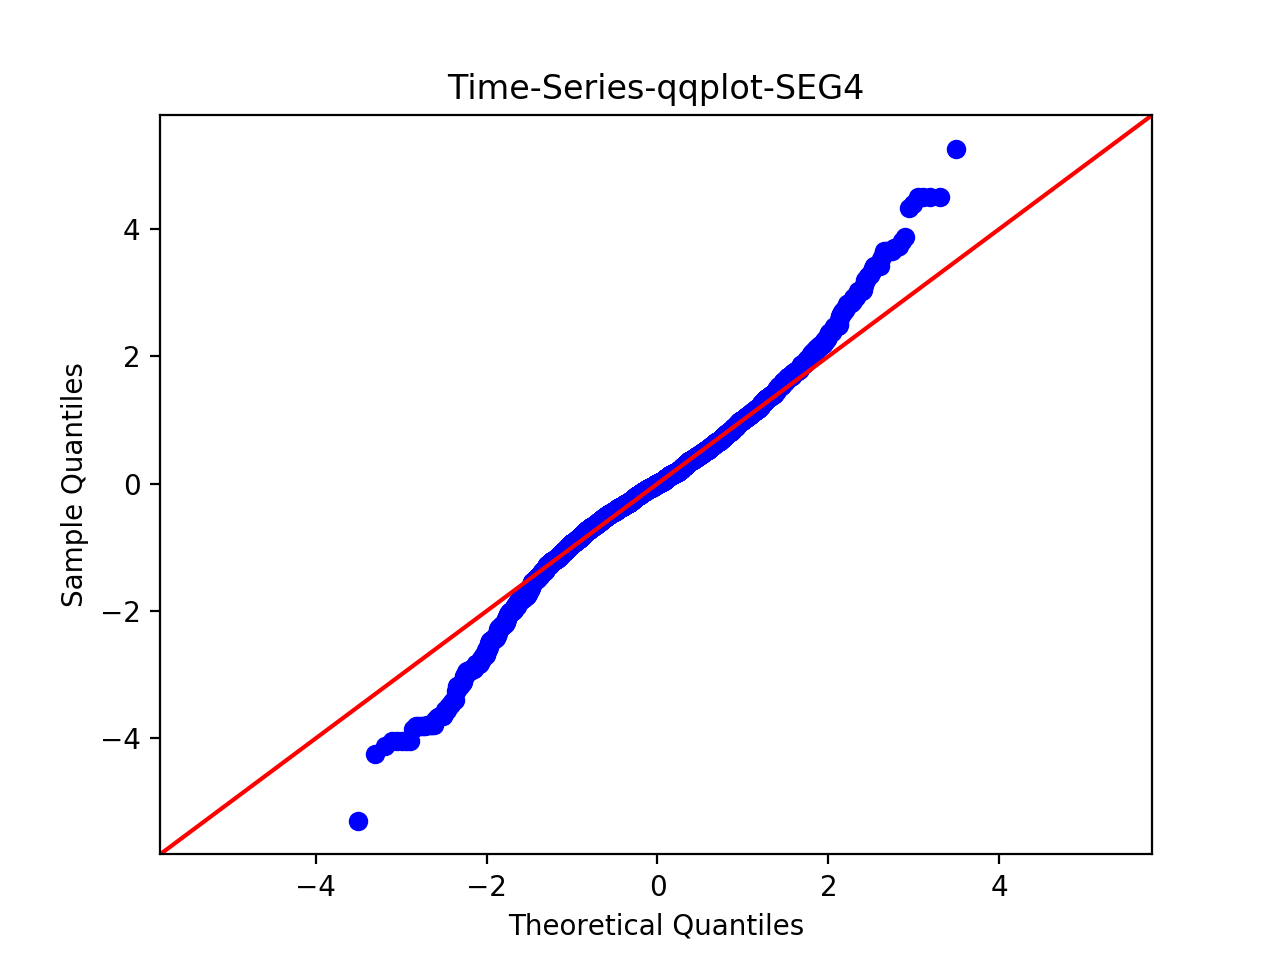 Time-Series-qqplot-SEG4
4
2
0
−2
−4
Sample Quantiles
−4 −2 0 2 4
Theoretical Quantiles